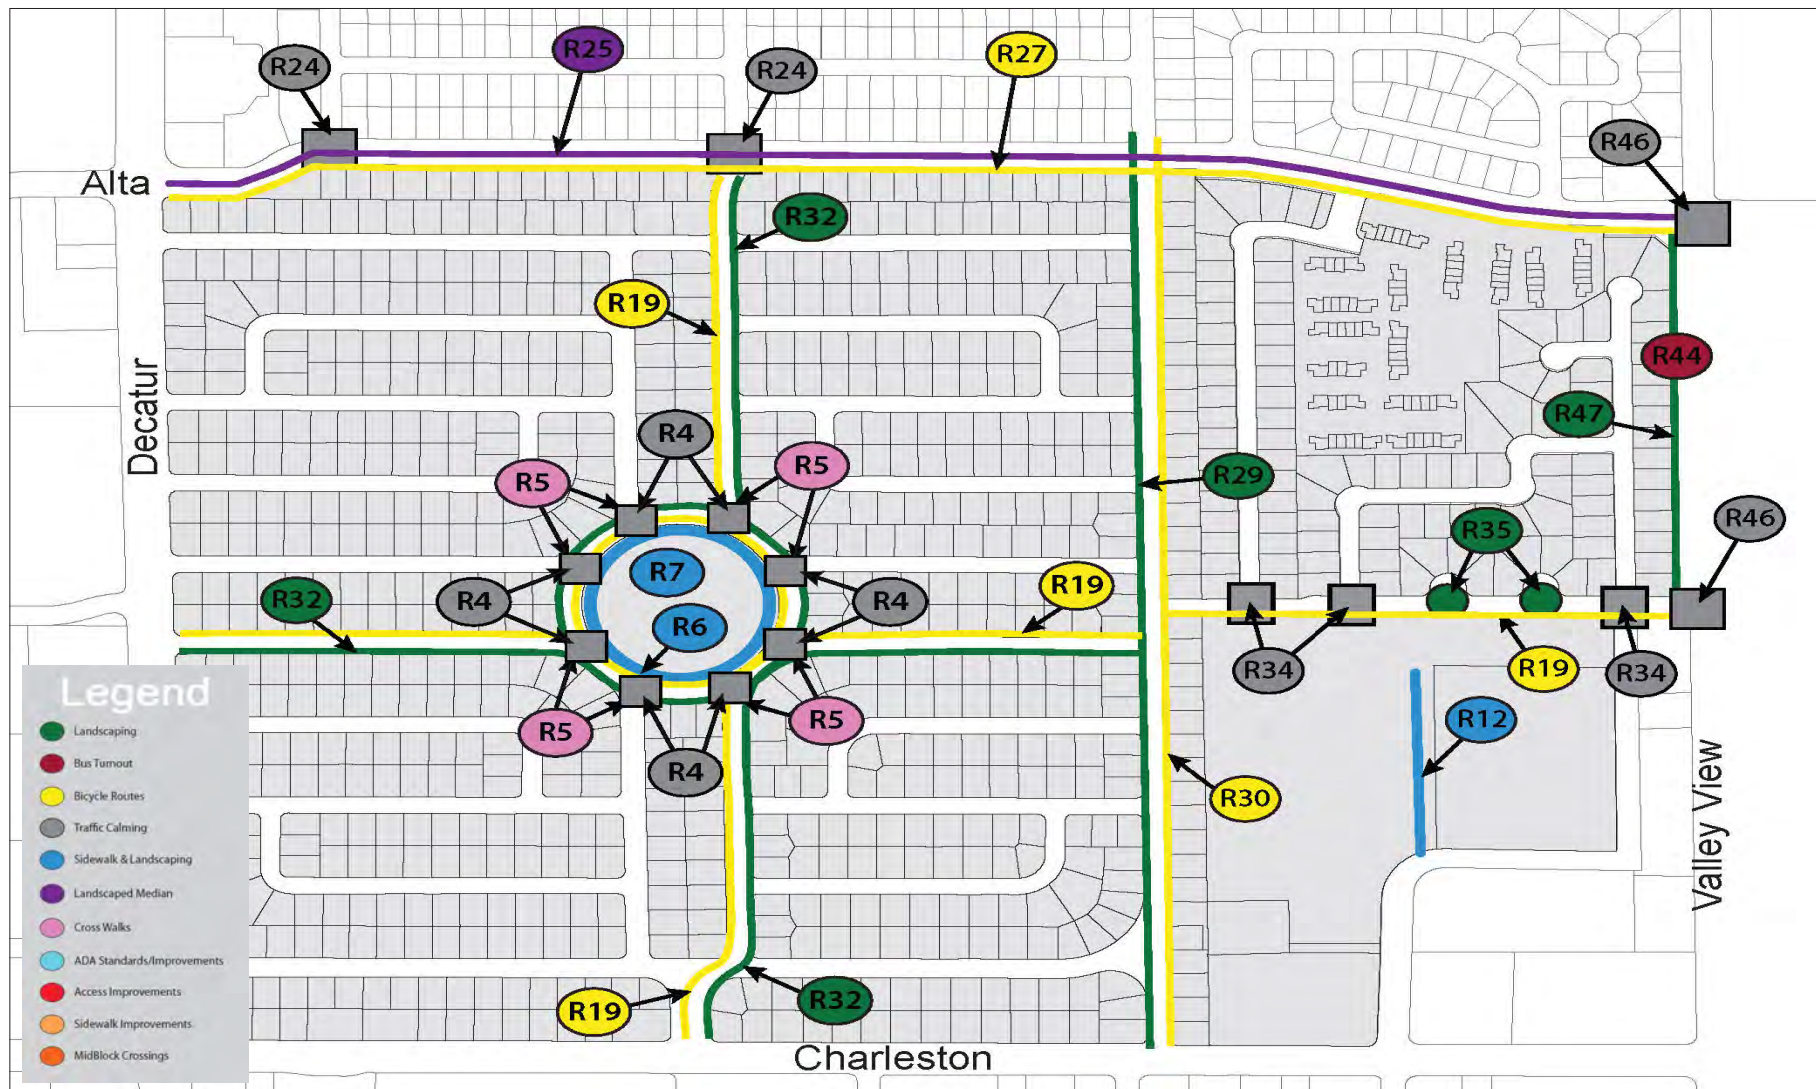 R25
R27
R24
R24
R46
Alta
R32
R19
R44
Decatur
R47
R4
R5
R5
R29
R46
R35
R7
R19
R32
R4
R4
R6
R34
R19
R34
R5
R5
R12
R4
R30
Valley View
R32
R19
Charleston
Legend
Landscaping
Bus Turnout
Bicycle Routes
Traffic Calming
Sidewalk & Landscaping
Landscaped Median
Cross Walks
ADA Standards/Improvements
Access Improvements
Sidewalk Improvements
MidBlock Crossings